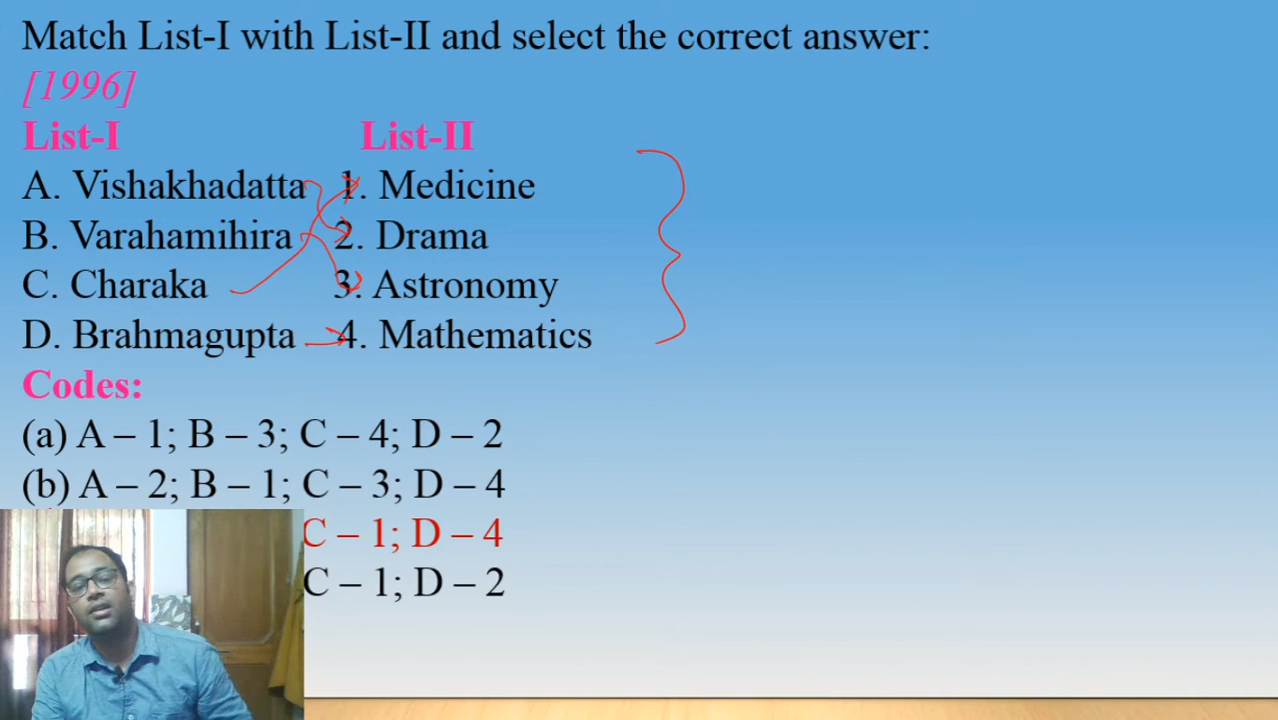 Match List-I with List-II and select the correct answer:
[1996]
List-I List-II
A. Vishakhadatta 1. Medicine
B. Varahamihira 2. Drama
C. Charaka 3. Astronomy
D. Brahmagupta 4. Mathematics
Codes:
(a) A – 1; B – 3; C – 4; D – 2
(b) A – 2; B – 1; C – 3; D – 4
C – 1; D – 4
C – 1; D – 2